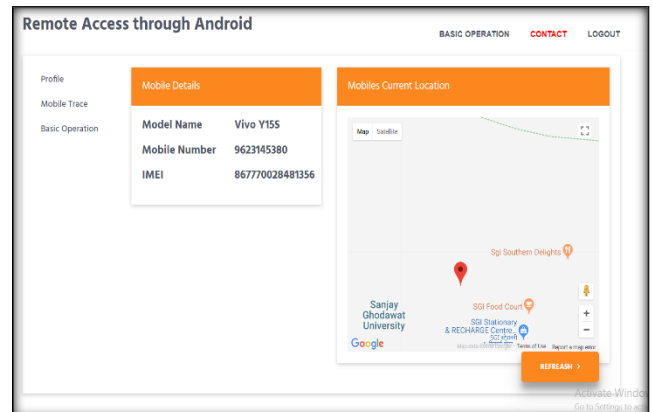 Remote Access through Android
BASIC OPERATION CONTACT LOGOUT
Profile
Mobile Trace
Basic Operation
Mobile Details
Model Name Vivo Y15S
Mobile Number 9623145380
IMEI 867770028481356
Mobiles Current Location
Map Satellite
Sgi Southern Delights
SGI Food Court
Sanjay
Ghodawat
University
SGI Stationary
& RECHARGE Centre..
Google
Terms of Use Report a map error
REFREASH >
Activate Windo
Go to Settings to ac